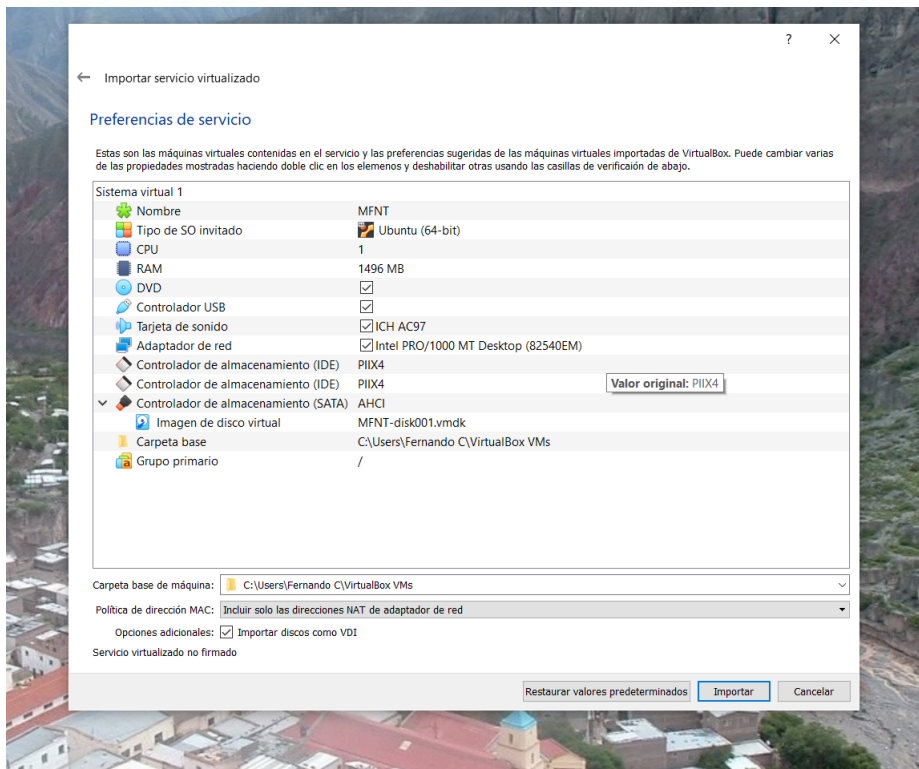 ?
Importar servicio virtualizado
Preferencias de servicio
Estas son las máquinas virtuales contenidas en el servicio y las preferencias sugeridas de las máquinas virtuales importadas de VirtualBox. Puede cambiar varias
de las propiedades mostradas haciendo doble clic en los elemenos y deshabilitar otras usando las casillas de verificaión de abajo.
Sistema virtual 1
Nombre MFNT
Tipo de SO invitado Ubuntu (64-bit)
CPU 1
RAM 1496 MB
DVD
Controlador USB
Tarjeta de sonido ICH AC97
Adaptador de red Intel PRO/1000 MT Desktop (82540EM)
Controlador de almacenamiento (IDE) PIIX4
Controlador de almacenamiento (IDE) PIIX4 Valor original: PIIX4
Controlador de almacenamiento (SATA) AHCI
Imagen de disco virtual MFNT-disk001.vmdk
Carpeta base C:\Users\Fernando C\VirtualBox VMs
Grupo primario /
Carpeta base de máquina: C:\Users\Fernando C\VirtualBox VMs
Política de dirección MAC: Incluir solo las direcciones NAT de adaptador de red
Opciones adicionales: Importar discos como VDI
Servicio virtualizado no firmado
Restaurar valores predeterminados Importar Cancelar